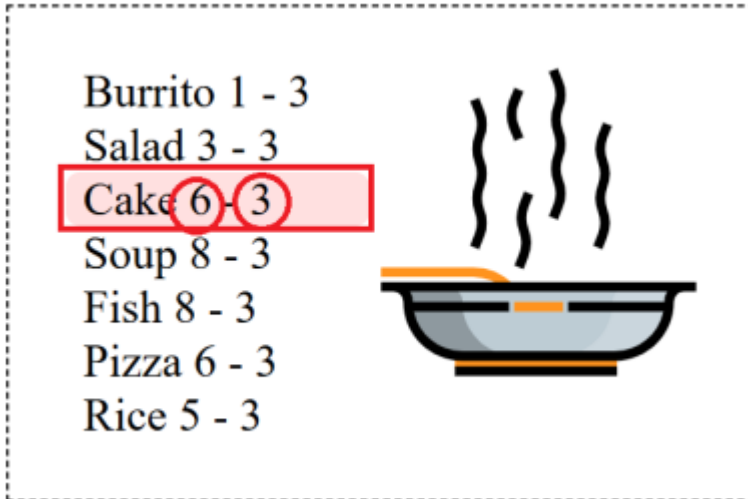 Burrito 1 - 3
Salad 3 - 3
Cake 6 - 3
Soup 8 - 3
Fish 8 - 3
Pizza 6 - 3
Rice 5 - 3